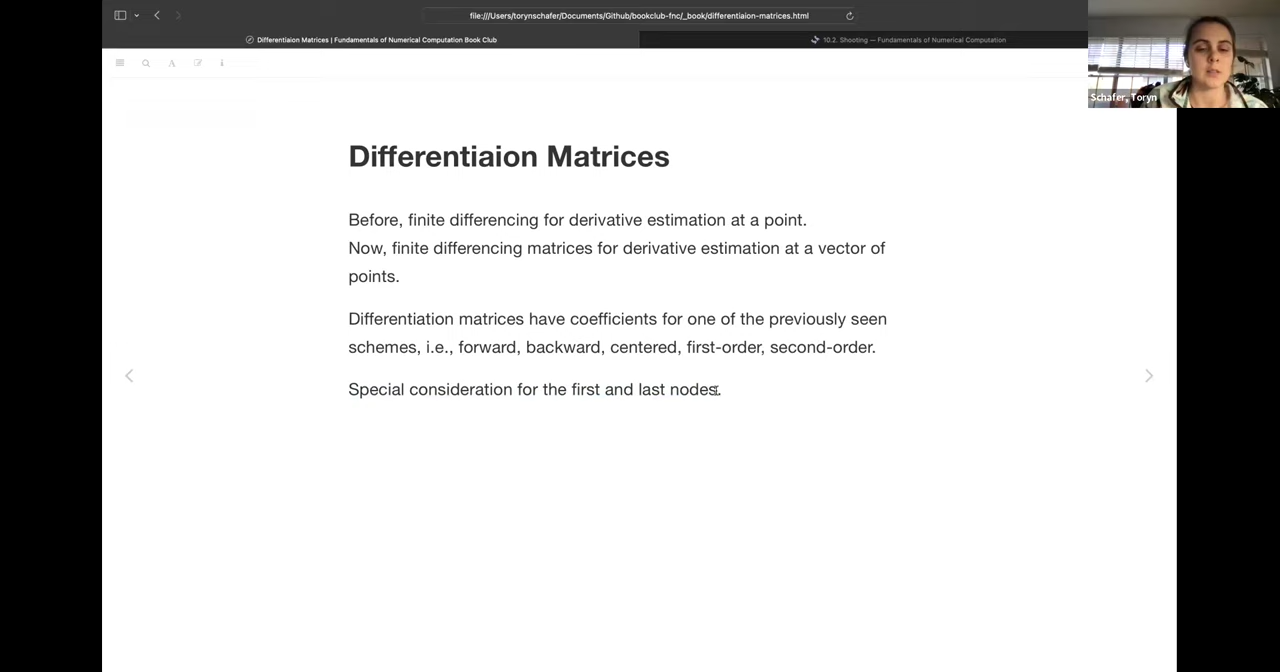 file:///Users/torynschafer/Documents/Github/bookclub-fnc/_book/differentiaion-matrices.html
Differentiaion Matrices | Fundamentals of Numerical Computation Book Club
10.2. Shooting — Fundamentals of Numerical Computation
Schafer, Toryn
Differentiaion Matrices
Before, finite differencing for derivative estimation at a point.
Now, finite differencing matrices for derivative estimation at a vector of
points.
Differentiation matrices have coefficients for one of the previously seen
schemes, i.e., forward, backward, centered, first-order, second-order.
Special consideration for the first and last nodes.